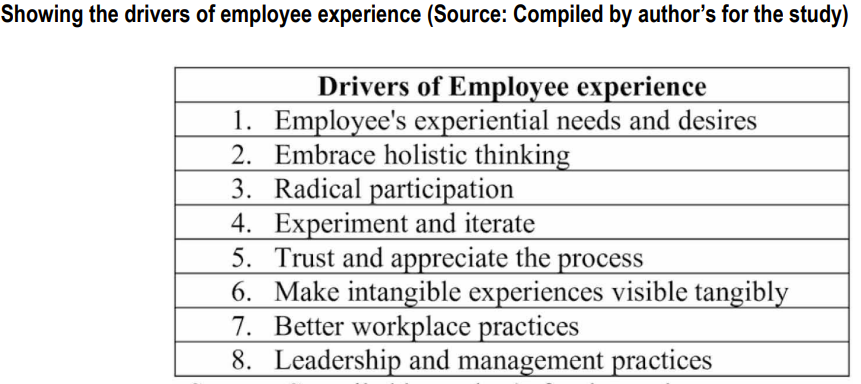 Showing the drivers of employee experience (Source: Compiled by author's for the study)
Drivers of Employee experience
1. Employee's experiential needs and desires
2. Embrace holistic thinking
3. Radical participation
4. Experiment and iterate
5. Trust and appreciate the process
6. Make intangible experiences visible tangibly
7. Better workplace practices
8. Leadership and management practices